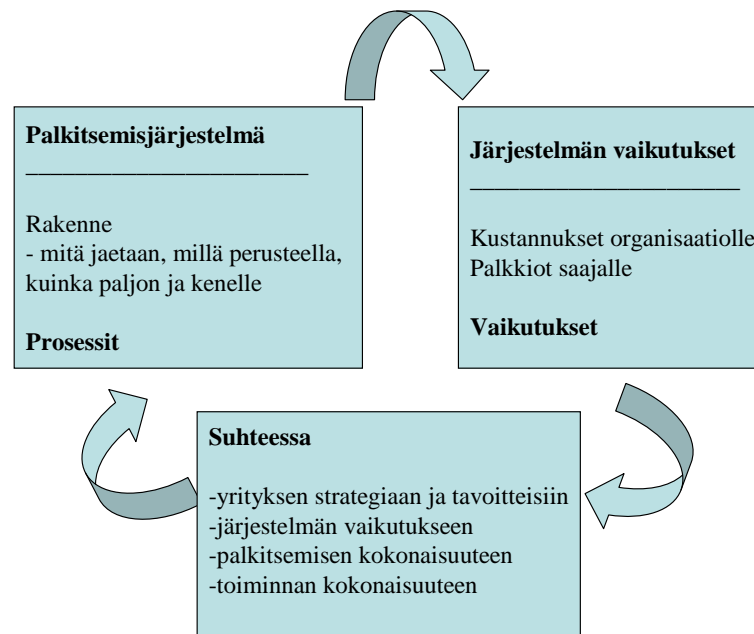 Palkitsemisjärjestelmä
Rakenne
- mitä jaetaan, millä perusteella,
kuinka paljon ja kenelle
Prosessit
Järjestelmän vaikutukset
Kustannukset organisaatiolle
Palkkiot saajalle
Vaikutukset
Suhteessa
-yrityksen strategiaan ja tavoitteisiin
-järjestelmän vaikutukseen
-palkitsemisen kokonaisuuteen
-toiminnan kokonaisuuteen